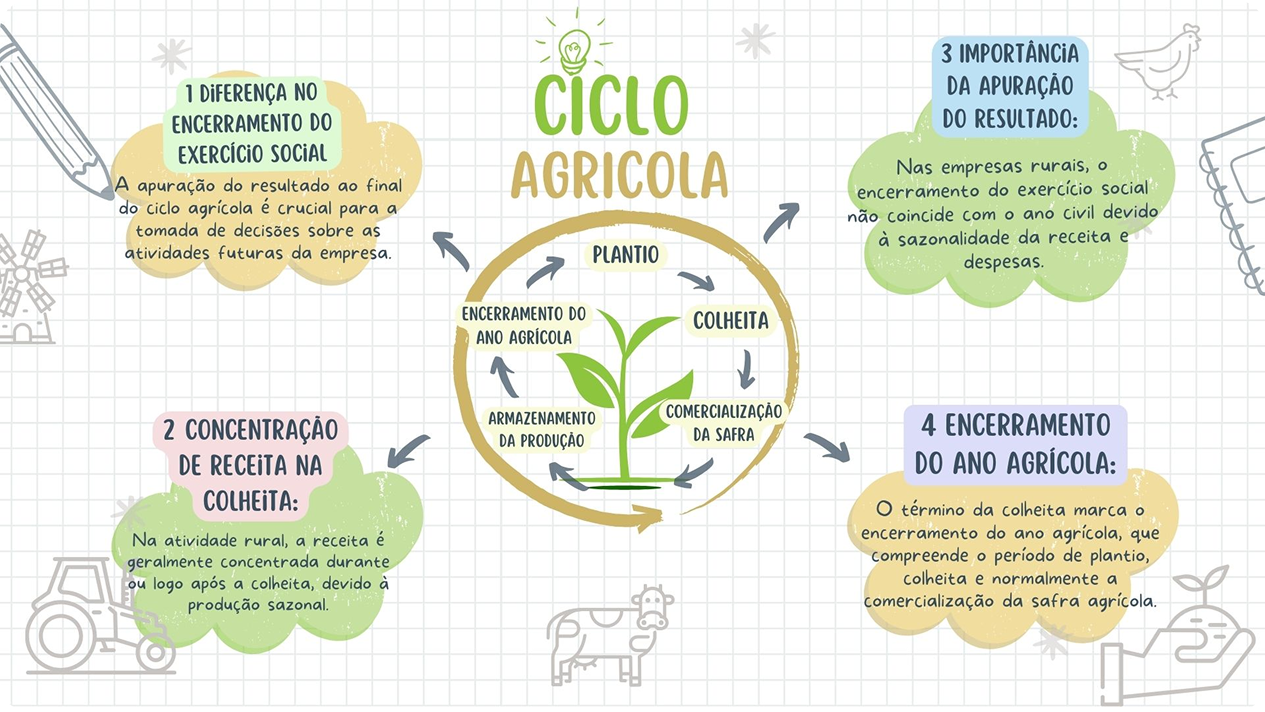 CICLO
AGRICOLA
1 DIFERENÇA NO
ENCERRAMENTO DO
EXERCÍCIO SOCIAL
A apuração do resultado ao final
do ciclo agrícola é crucial para a
tomada de decisões sobre as
atividades futuras da empresa.
2 CONCENTRAÇÃO
DE RECEITA NA
COLHEITA:
Na atividade rural, a receita é
geralmente concentrada durante
ou logo após a colheita, devido à
produção sazonal.
PLANTIO
COLHEITA
COMERCIALIZAÇÃO
DA SAFRA
ARMAZENAMENTO
DA PRODUÇÃO
ENCERRAMENTO DO
ANO AGRÍCOLA
3 IMPORTÂNCIA
DA APURAÇÃO
DO RESULTADO:
Nas empresas rurais, o
encerramento do exercício social
não coincide com o ano civil devido
à sazonalidade da receita e
despesas.
4 ENCERRAMENTO
DO ANO AGRÍCOLA:
O término da colheita marca o
encerramento do ano agrícola, que
compreende o período de plantio,
colheita e normalmente a
comercialização da safra agrícola.